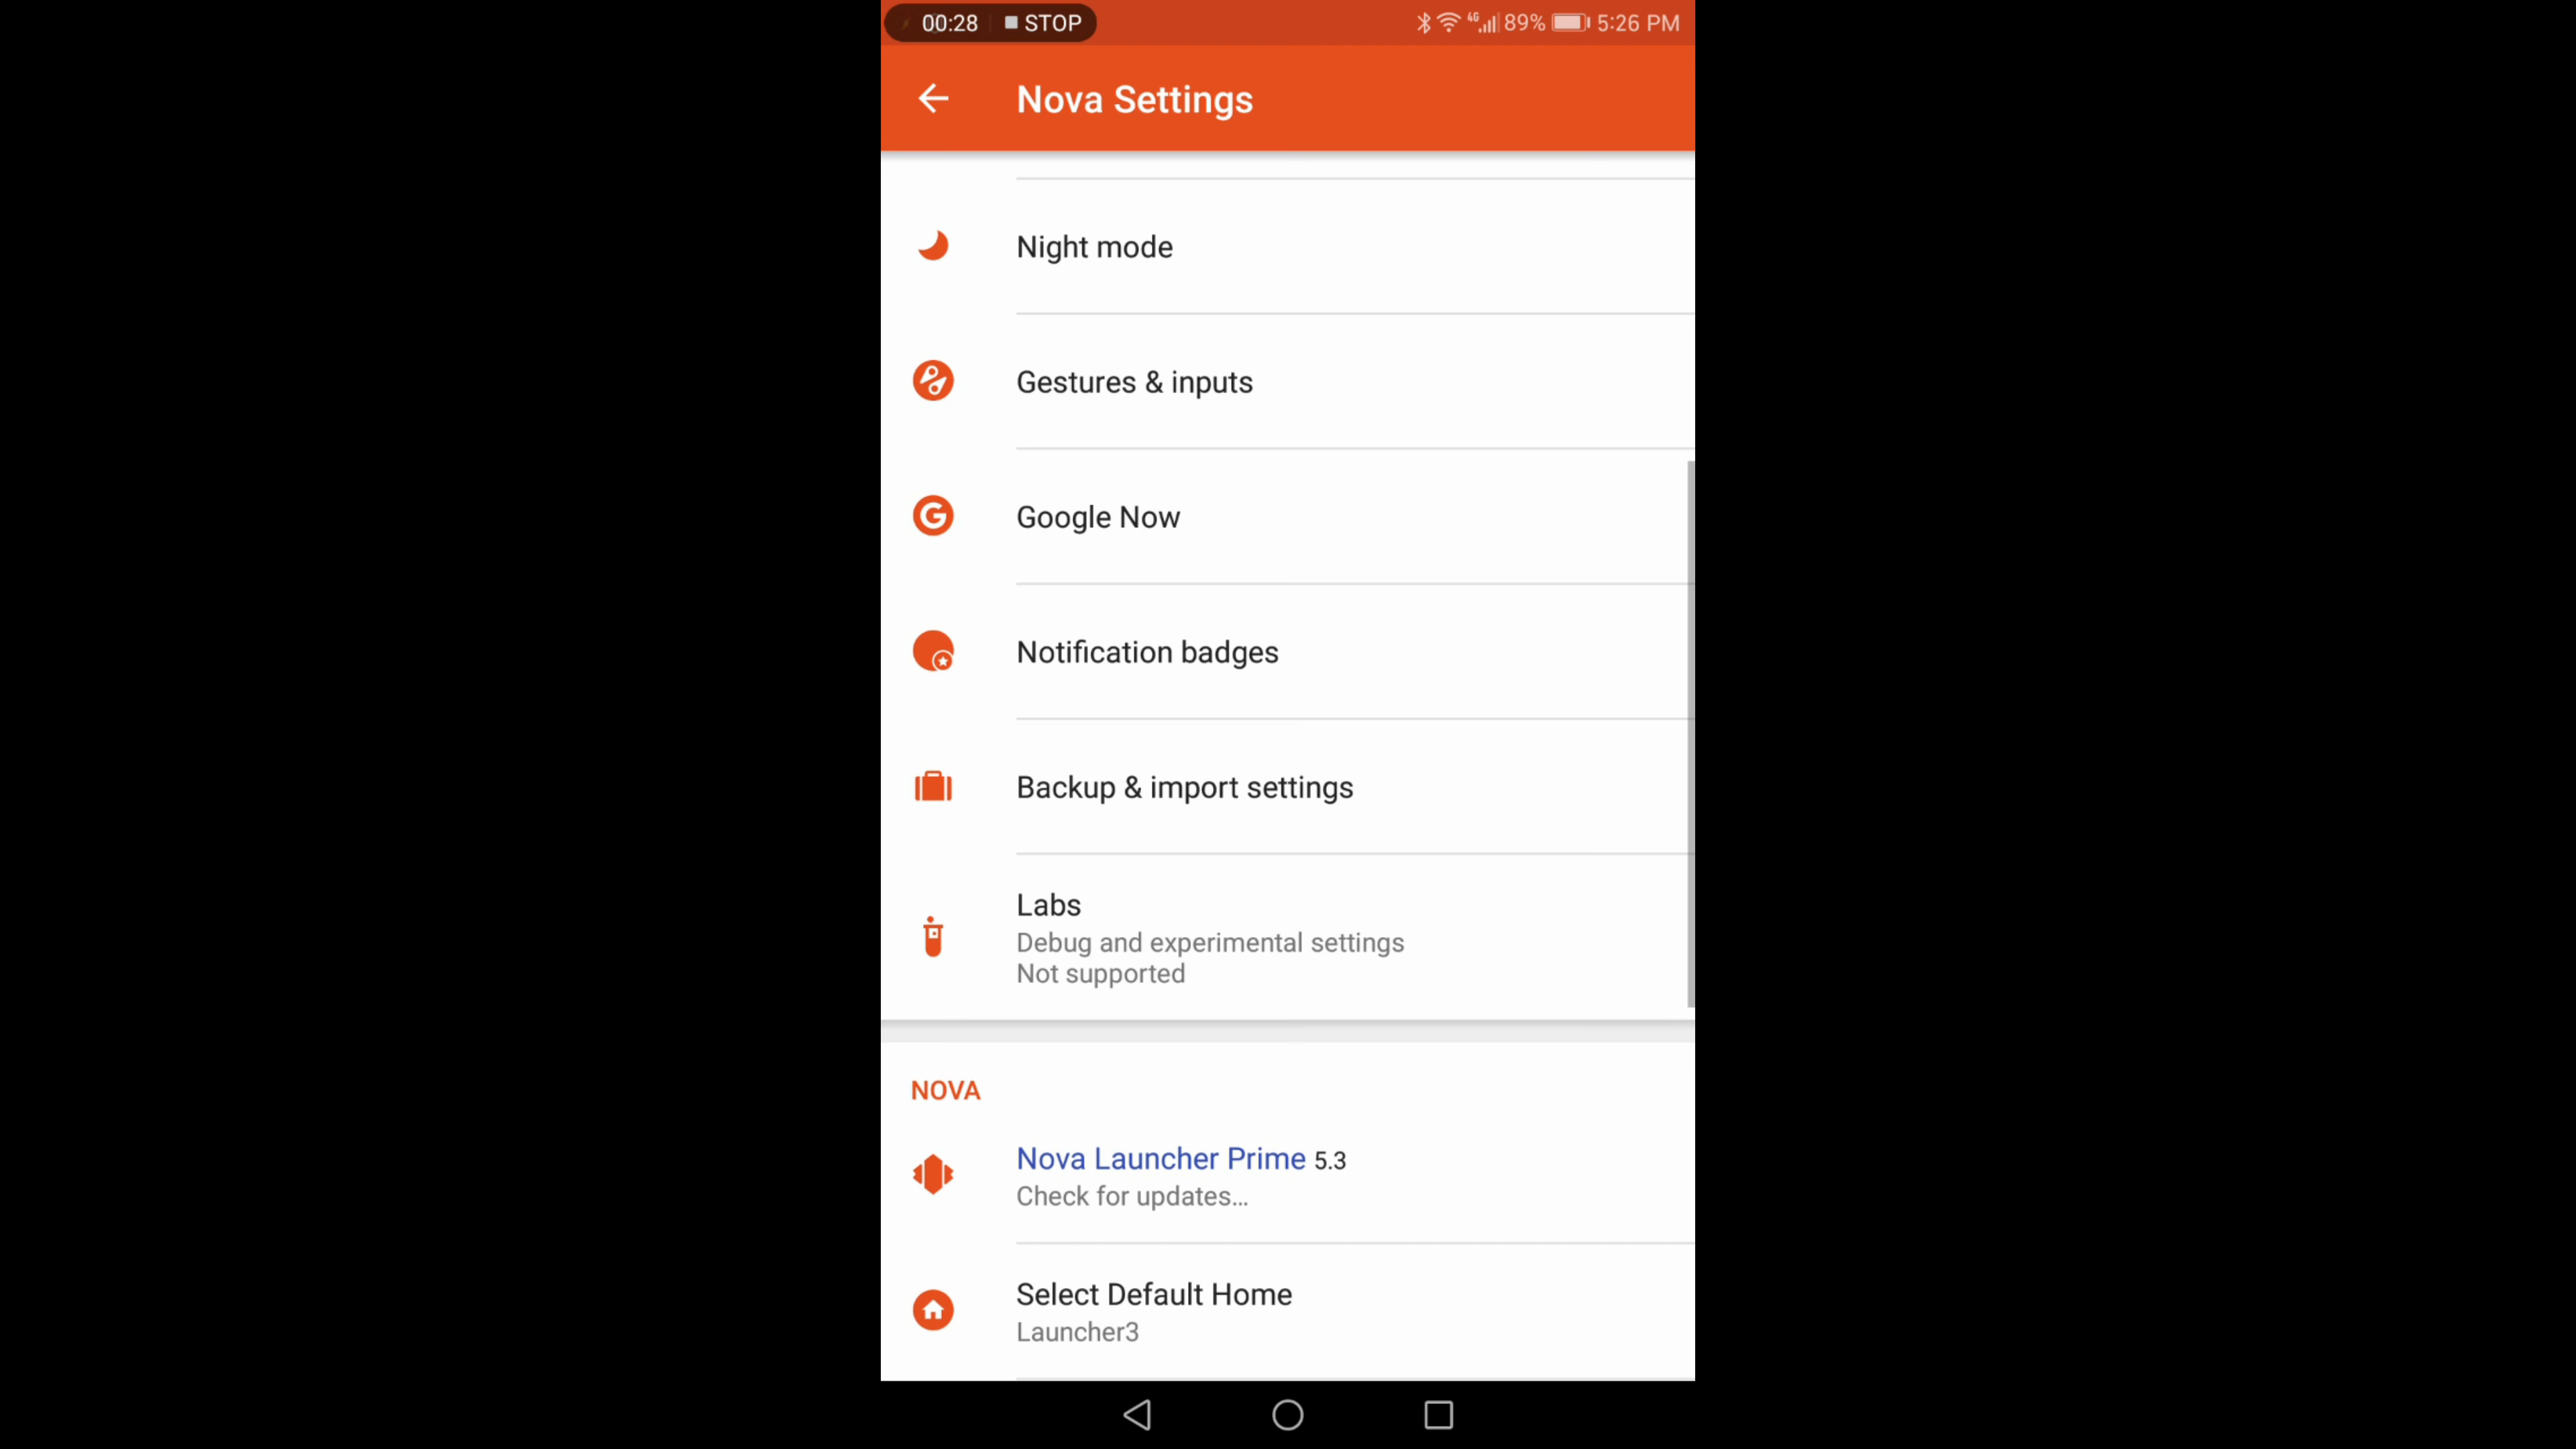 00:28 STOP 4G 89% 5:26 PM
Nova Settings
Night mode
Gestures & inputs
Google Now
Notification badges
Backup & import settings
Labs
Debug and experimental settings
Not supported
NOVA
Nova Launcher Prime 5.3
Check for updates...
Select Default Home
Launcher3